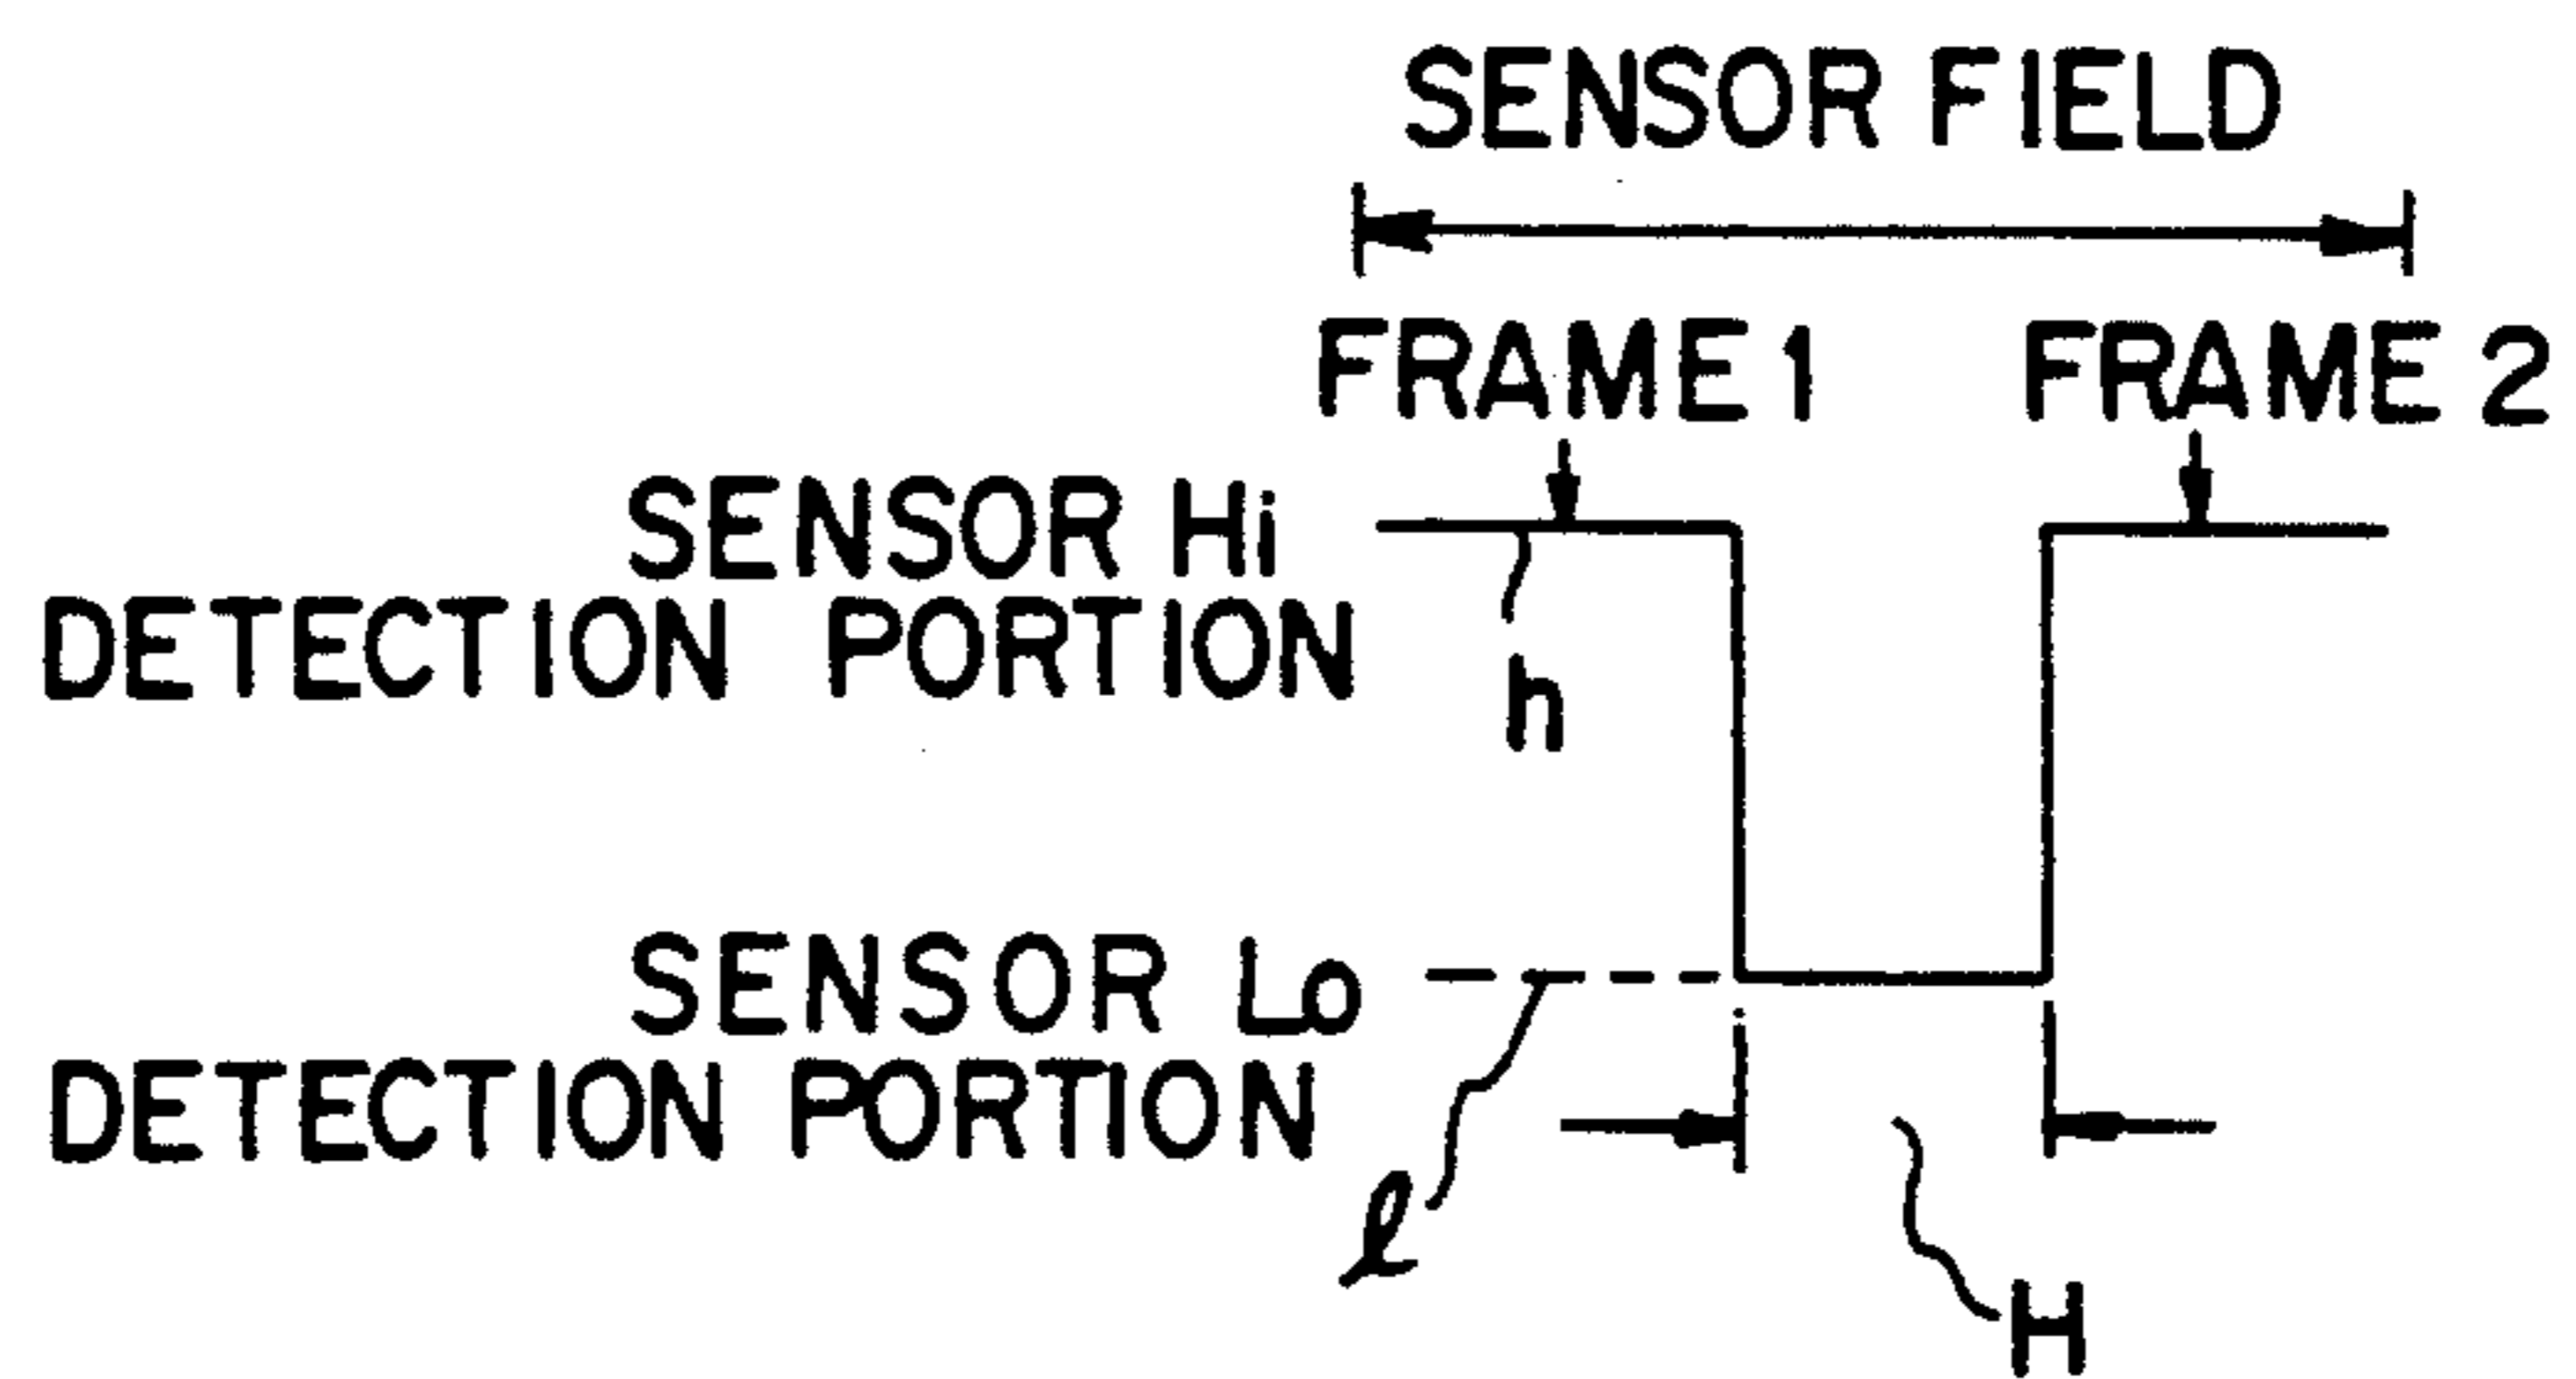 SENSOR FIELD
FRAME 1
FRAME 2
SENSOR Hi
DETECTION PORTION
h
SENSOR Lo
DETECTION PORTION
ℓ
H